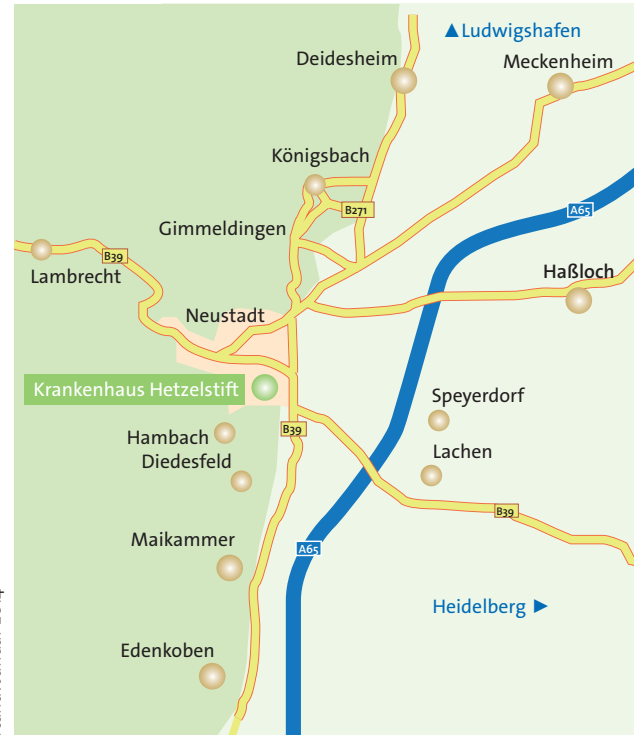 ▲Ludwigshafen
Deidesheim
Meckenheim
Königsbach
B271
A65
Gimmeldingen
B39
Haßloch
Lambrecht
Neustadt
Krankenhaus Hetzelstift
Speyerdorf
B39
Hambach
Diedesfeld
Lachen
B39
Maikammer
A65
Heidelberg ►
Edenkoben